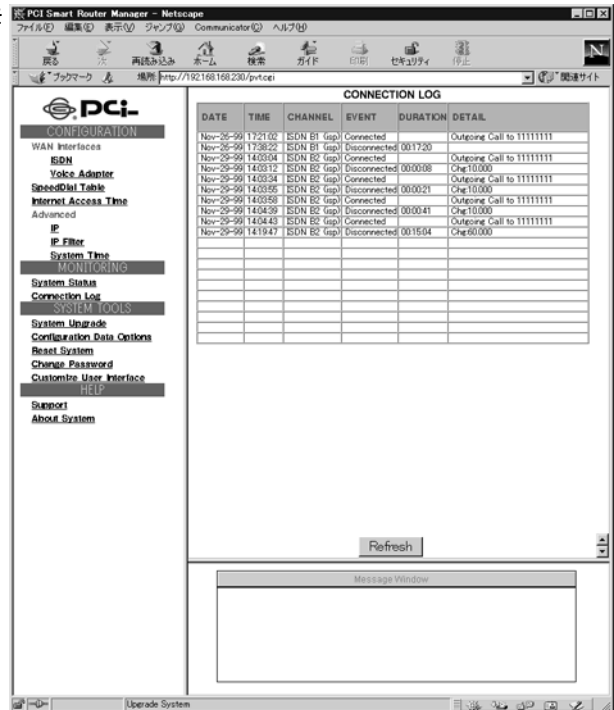 PCI Smart Router Manager - Netscape
ファイル(F) 編集(E) 表示(V) ジャンプ(G) Communicator(C) ヘルプ(H)
戻る 次 再読み込み ホーム 検索 ガイド 印刷 セキュリティ 停止
N
ブックマーク 場所: http://192.168.168.230/pvt.cgi 関連サイト
PCi
CONFIGURATION
WAN Interfaces
ISDN
Voice Adapter
SpeedDial Table
Internet Access Time
Advanced
IP
IP Filter
System Time
MONITORING
System Status
Connection Log
SYSTEM TOOLS
System Upgrade
Configuration Data Options
Reset System
Change Password
Customize User Interface
HELP
Support
About System
CONNECTION LOG
DATE TIME CHANNEL EVENT DURATION DETAIL
Nov-26-99 17:21:02 ISDN B1 (isp) Connected Outgoing Call to 11111111
Nov-26-99 17:38:22 ISDN B1 (isp) Disconnected 00:17:20
Nov-29-99 14:03:04 ISDN B2 (isp) Connected Outgoing Call to 11111111
Nov-29-99 14:03:12 ISDN B2 (isp) Disconnected 00:00:08 Chg:10.000
Nov-29-99 14:03:34 ISDN B2 (isp) Connected Outgoing Call to 11111111
Nov-29-99 14:03:55 ISDN B2 (isp) Disconnected 00:00:21 Chg:10.000
Nov-29-99 14:03:58 ISDN B2 (isp) Connected Outgoing Call to 11111111
Nov-29-99 14:04:39 ISDN B2 (isp) Disconnected 00:00:41 Chg:10.000
Nov-29-99 14:04:43 ISDN B2 (isp) Connected Outgoing Call to 11111111
Nov-29-99 14:19:47 ISDN B2 (isp) Disconnected 00:15:04 Chg:60.000
Refresh
Message Window
Upgrade System